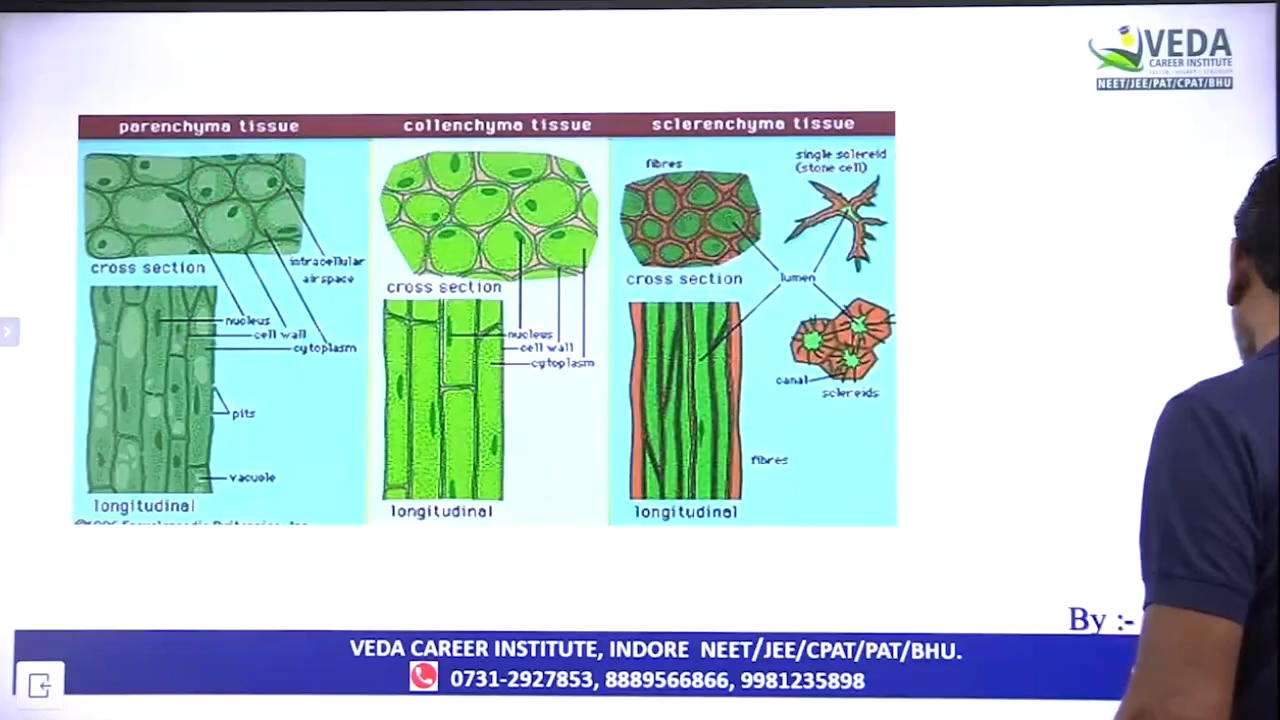 VEDA
CAREER INSTITUTE
NEET/JEE/PAT/CPAT/BHU
parenchyma tissue
collenchyma tissue
sclerenchyma tissue
fibres
single solereid
(stone cell)
intracellular
air space
cross section
cross section
cross section
lumen
nucleus
cell wall
cytoplasm
nucleus
cell wall
cytoplasm
canal
sclereids
pits
vacuole
fibres
longitudinal
longitudinal
longitudinal
By :-
VEDA CAREER INSTITUTE, INDORE NEET/JEE/CPAT/PAT/BHU.
0731-2927853, 8889566866, 9981235898